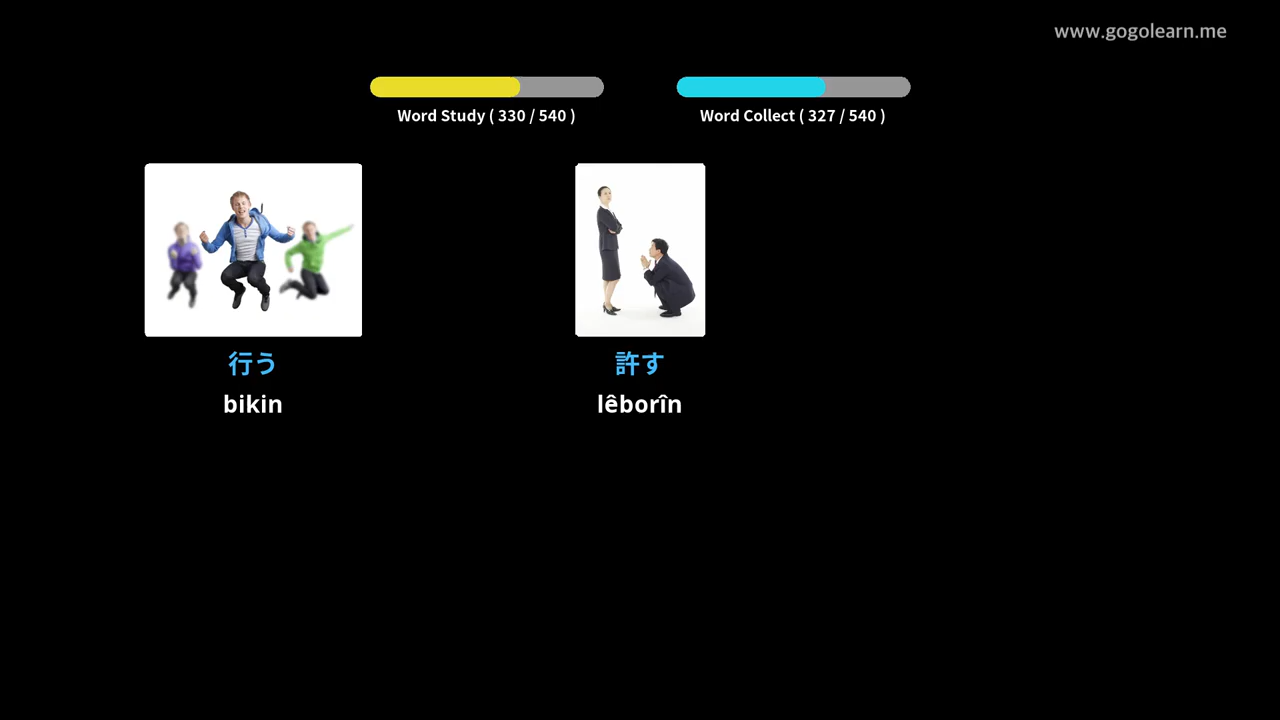 www.gogolearn.me
Word Study ( 330 / 540 )
Word Collect ( 327 / 540 )
行う
bikin
許す
lêborîn